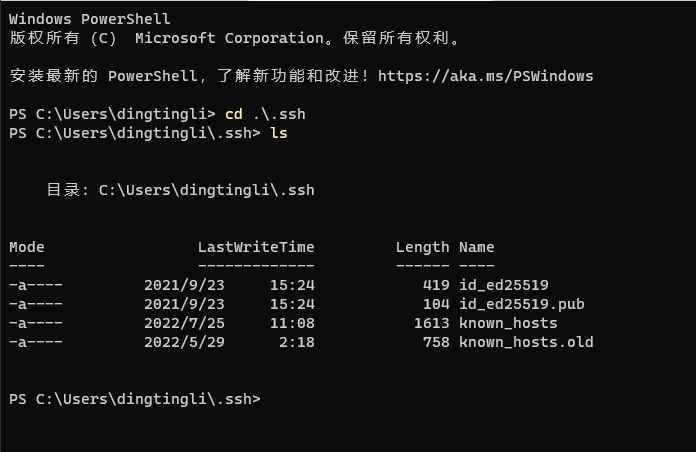 Windows PowerShell
版权所有 (C) Microsoft Corporation。保留所有权利。
安装最新的 PowerShell，了解新功能和改进！https://aka.ms/PSWindows
PS C:\Users\dingtingli> cd .\.ssh
PS C:\Users\dingtingli\.ssh> ls
目录: C:\Users\dingtingli\.ssh
Mode                 LastWriteTime         Length Name
----                 -------------         ------ ----
-a----         2021/9/23     15:24            419 id_ed25519
-a----         2021/9/23     15:24            104 id_ed25519.pub
-a----         2022/7/25     11:08           1613 known_hosts
-a----         2022/5/29      2:18            758 known_hosts.old
PS C:\Users\dingtingli\.ssh>